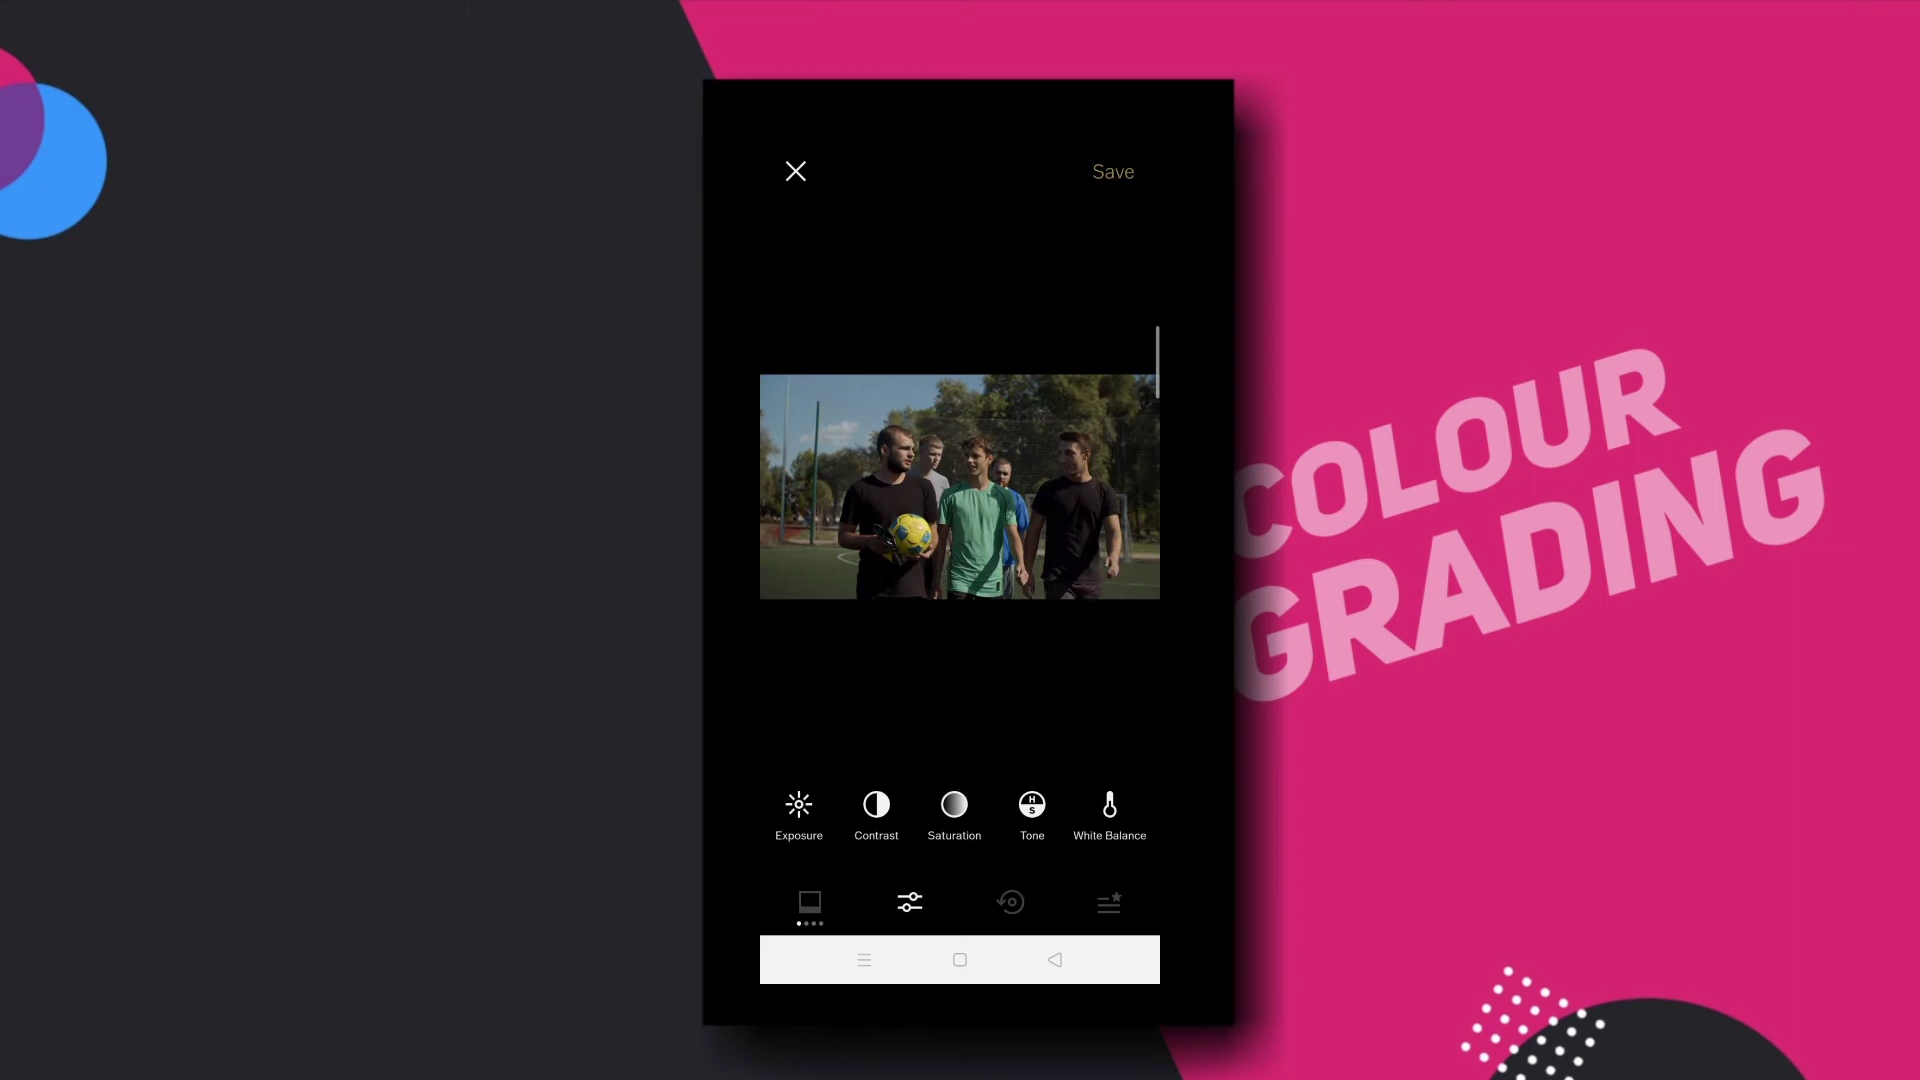 Save
COLOUR
GRADING
H
S
Exposure
Contrast
Saturation
Tone
White Balance